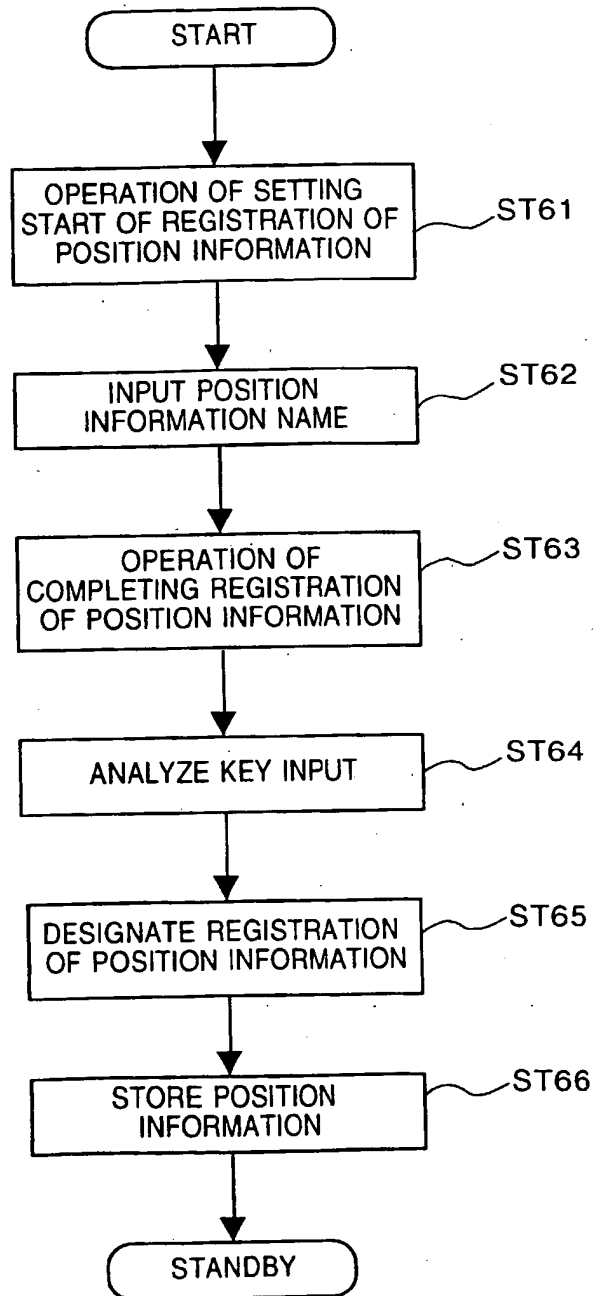 START
OPERATION OF SETTING
START OF REGISTRATION OF
POSITION INFORMATION
ST61
INPUT POSITION
INFORMATION NAME
ST62
OPERATION OF
COMPLETING REGISTRATION
OF POSITION INFORMATION
ST63
ANALYZE KEY INPUT
ST64
DESIGNATE REGISTRATION
OF POSITION INFORMATION
ST65
STORE POSITION
INFORMATION
ST66
STANDBY